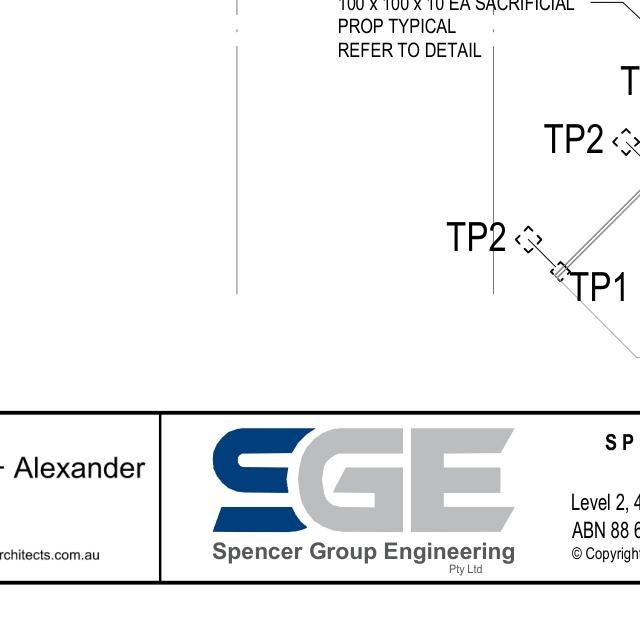 100 x 100 x 10 EA SACRIFICIAL
PROP TYPICAL
REFER TO DETAIL
T
TP2
TP2
TP1
Alexander
rchitects.com.au
SGE
Spencer Group Engineering
Pty Ltd
S P
Level 2, 4
ABN 88 6
© Copyright